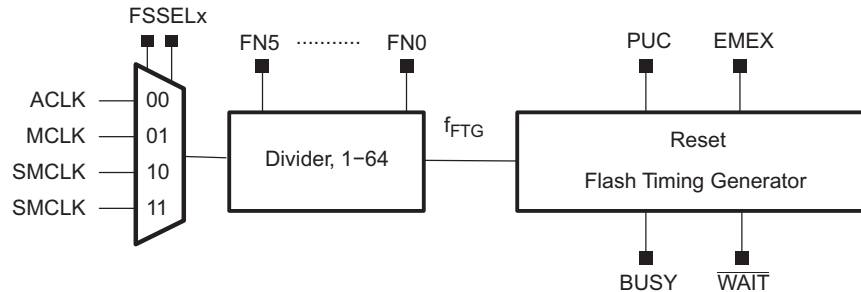 FSSELx
FN5 ........... FN0
PUC EMEX
ACLK 00
MCLK 01
SMCLK 10
SMCLK 11
Divider, 1−64
fFTG
Reset
Flash Timing Generator
BUSY WAIT